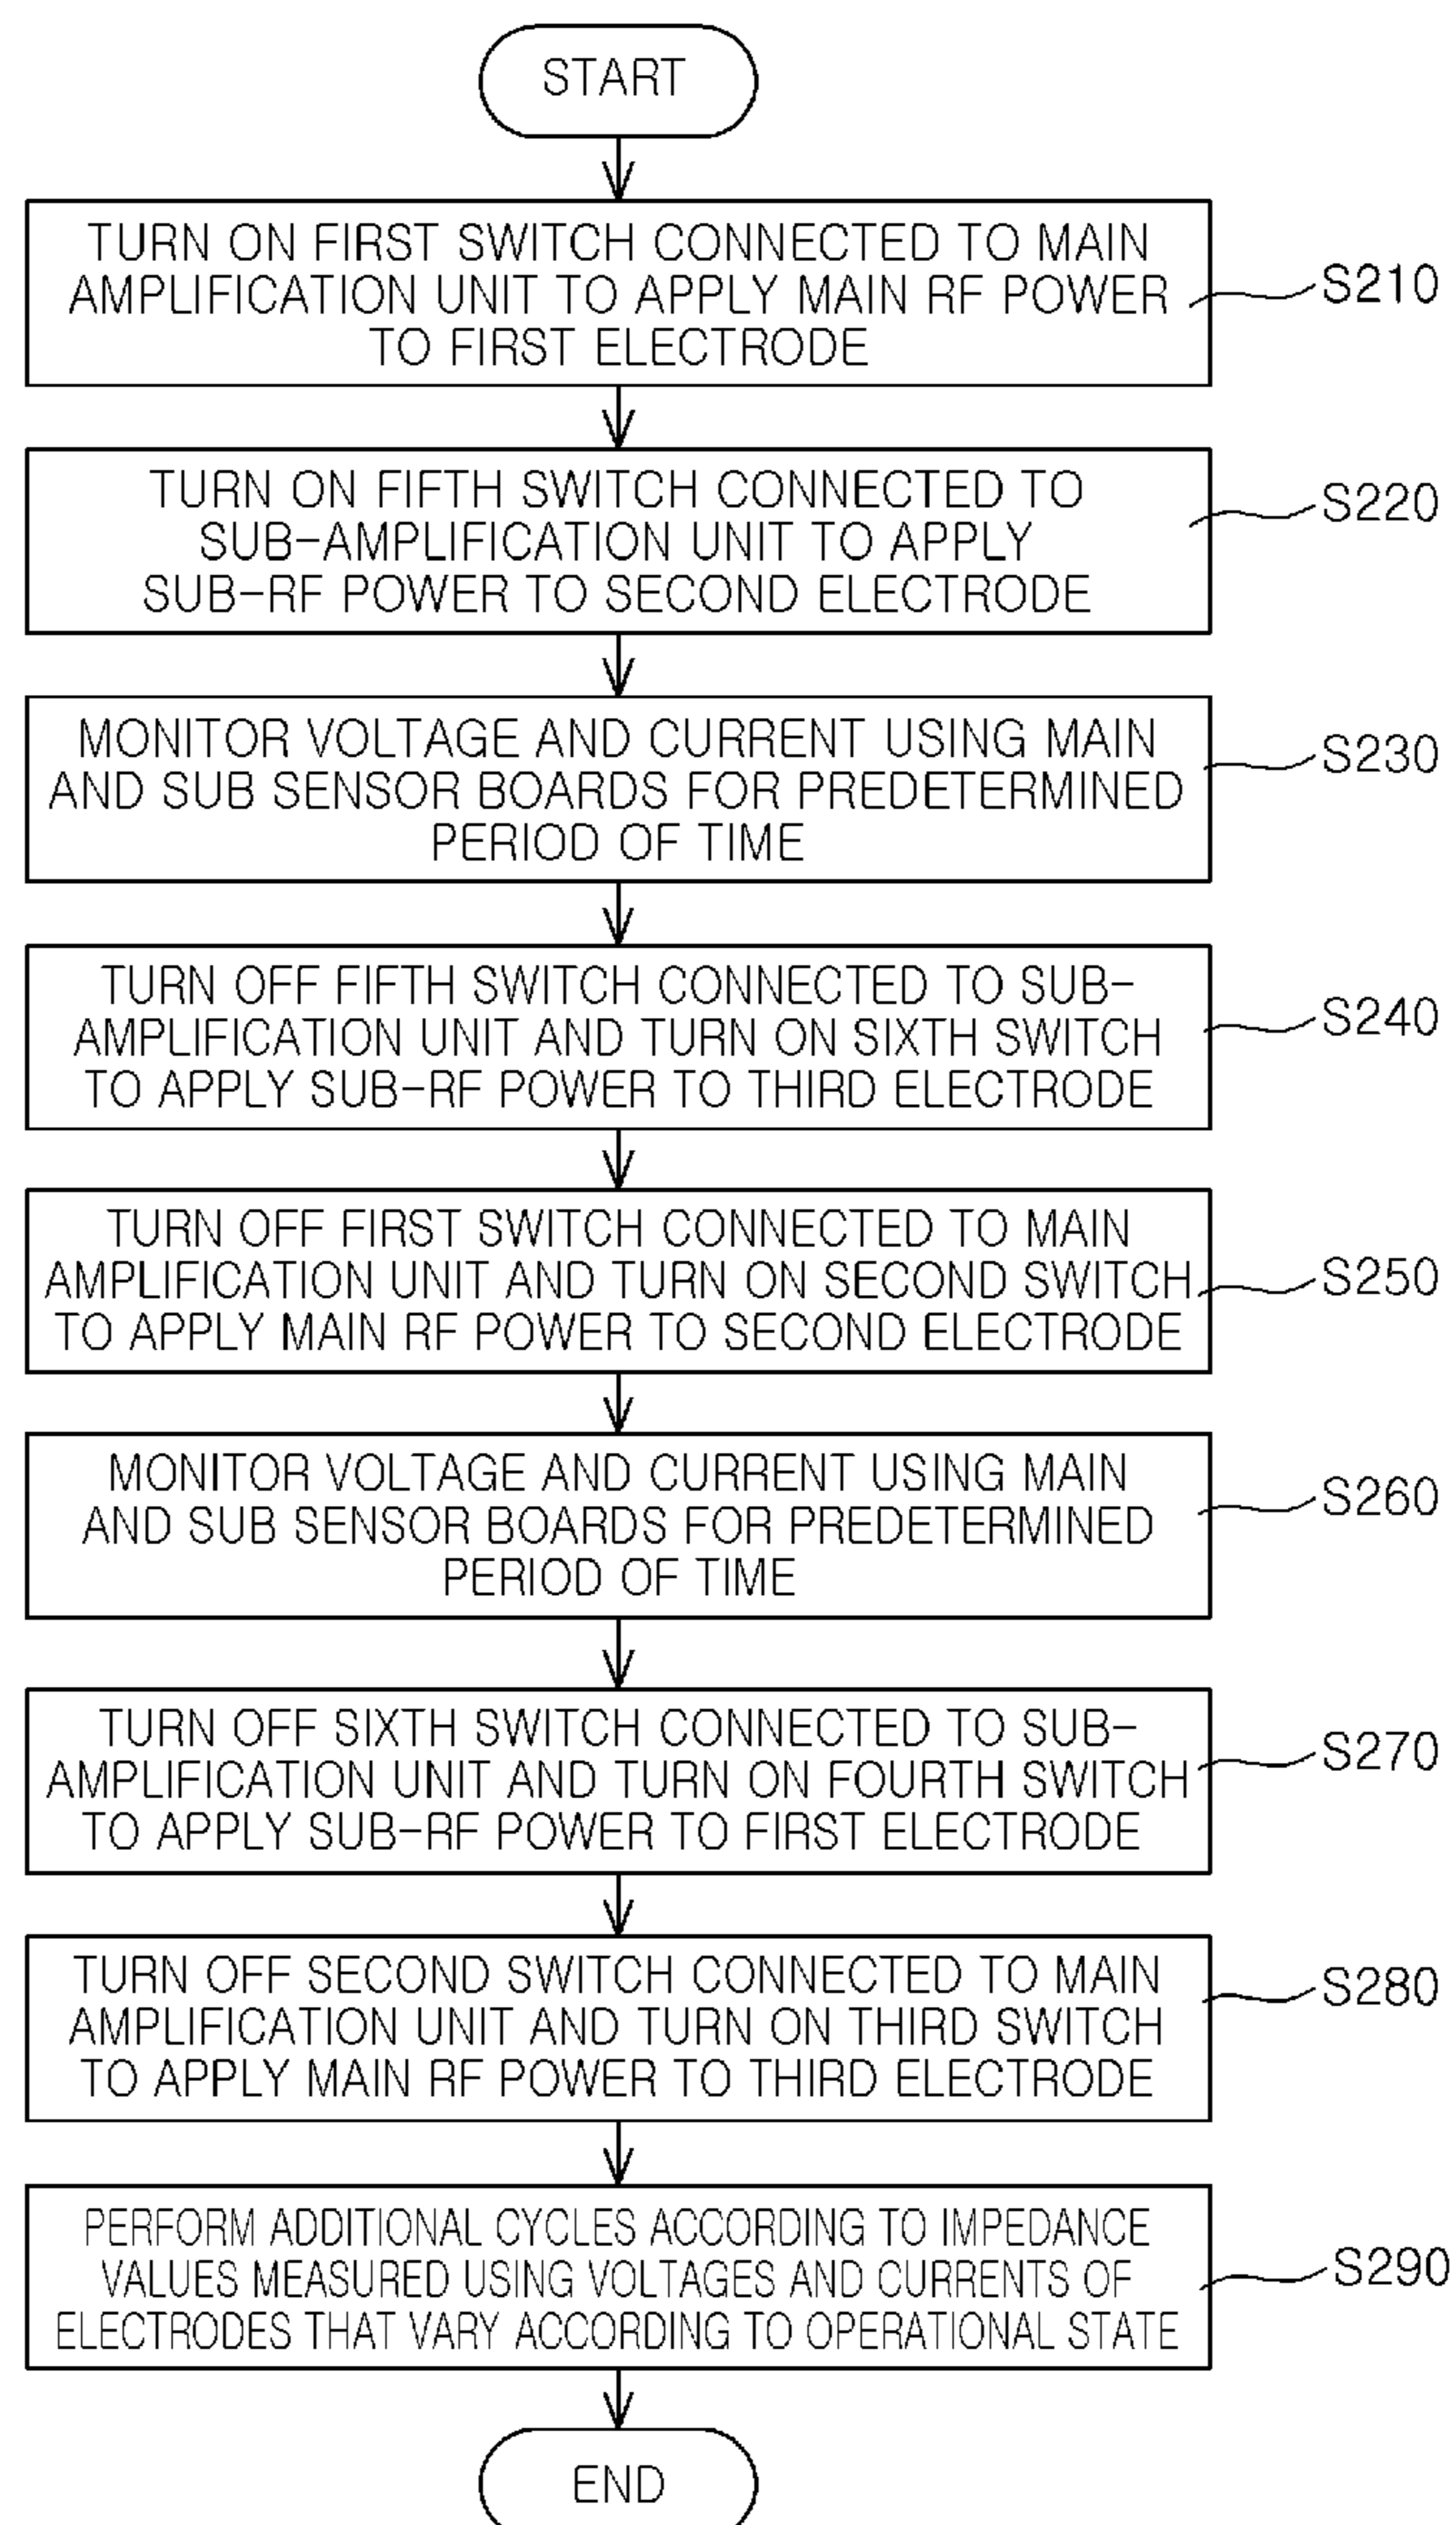 START
TURN ON FIRST SWITCH CONNECTED TO MAIN
AMPLIFICATION UNIT TO APPLY MAIN RF POWER
TO FIRST ELECTRODE
S210
TURN ON FIFTH SWITCH CONNECTED TO
SUB-AMPLIFICATION UNIT TO APPLY
SUB-RF POWER TO SECOND ELECTRODE
S220
MONITOR VOLTAGE AND CURRENT USING MAIN
AND SUB SENSOR BOARDS FOR PREDETERMINED
PERIOD OF TIME
S230
TURN OFF FIFTH SWITCH CONNECTED TO SUB-
AMPLIFICATION UNIT AND TURN ON SIXTH SWITCH
TO APPLY SUB-RF POWER TO THIRD ELECTRODE
S240
TURN OFF FIRST SWITCH CONNECTED TO MAIN
AMPLIFICATION UNIT AND TURN ON SECOND SWITCH
TO APPLY MAIN RF POWER TO SECOND ELECTRODE
S250
MONITOR VOLTAGE AND CURRENT USING MAIN
AND SUB SENSOR BOARDS FOR PREDETERMINED
PERIOD OF TIME
S260
TURN OFF SIXTH SWITCH CONNECTED TO SUB-
AMPLIFICATION UNIT AND TURN ON FOURTH SWITCH
TO APPLY SUB-RF POWER TO FIRST ELECTRODE
S270
TURN OFF SECOND SWITCH CONNECTED TO MAIN
AMPLIFICATION UNIT AND TURN ON THIRD SWITCH
TO APPLY MAIN RF POWER TO THIRD ELECTRODE
S280
PERFORM ADDITIONAL CYCLES ACCORDING TO IMPEDANCE
VALUES MEASURED USING VOLTAGES AND CURRENTS OF
ELECTRODES THAT VARY ACCORDING TO OPERATIONAL STATE
S290
END